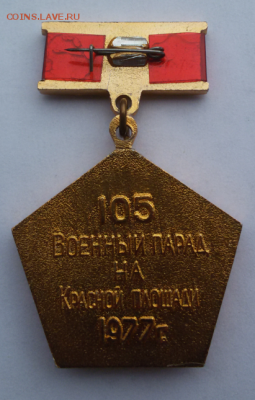 COINS.LAVE.RU
105
ВОЕННЫЙ ПАРАД
НА
КРАСНОЙ ПЛОЩАДИ
1977г.